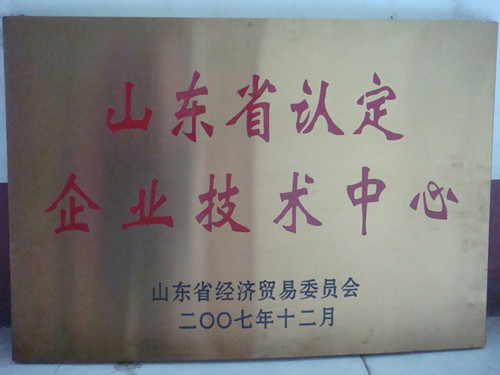 山东省认定
企业技术中心
山东省经济贸易委员会
二〇〇七年十二月